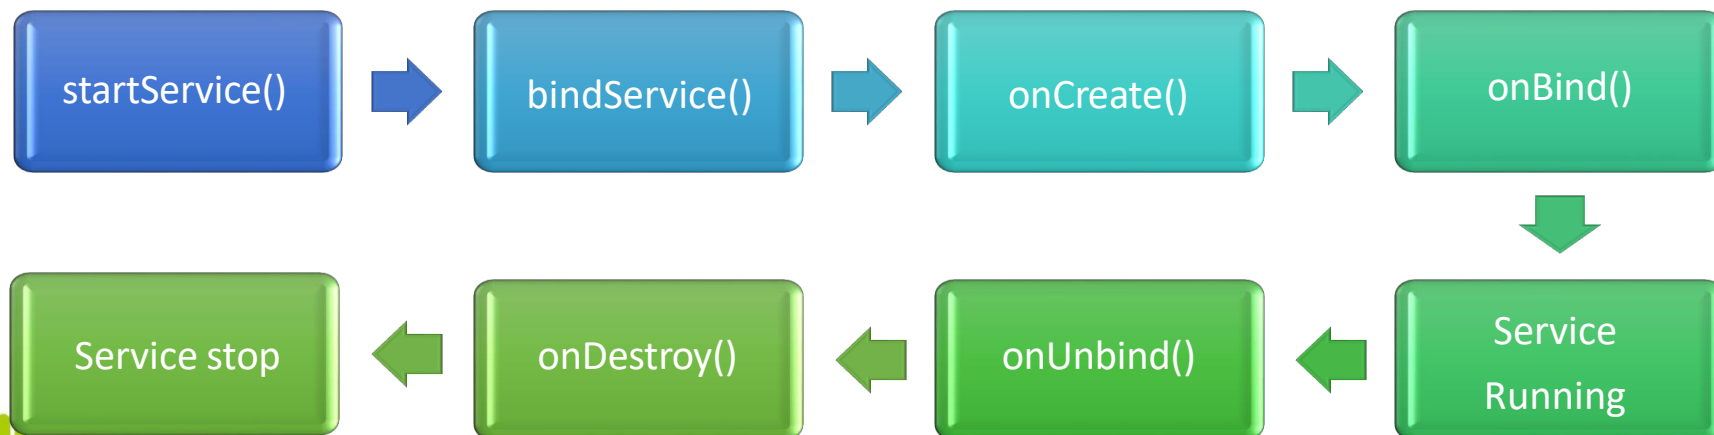 startService()
bindService()
onCreate()
onBind()
Service
Running
onUnbind()
onDestroy()
Service stop